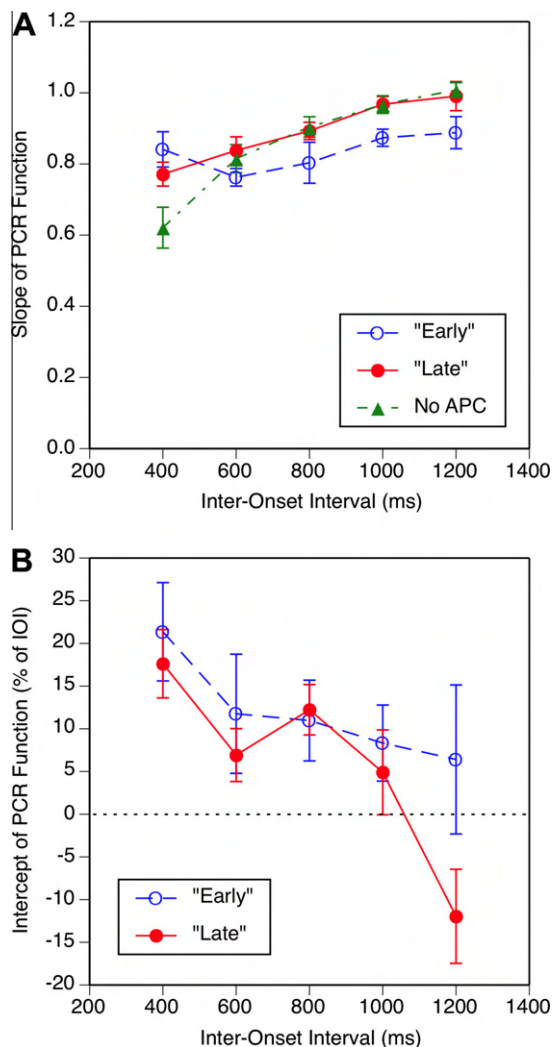 A
1.2
1.0
0.8
0.6
0.4
0.2
0.0
Slope of PCR Function
"Early"
"Late"
No APC
200 400 600 800 1000 1200 1400
Inter-Onset Interval (ms)
B
30
25
20
15
10
5
0
-5
-10
-15
-20
Intercept of PCR Function (% of IOI)
"Early"
"Late"
200 400 600 800 1000 1200 1400
Inter-Onset Interval (ms)